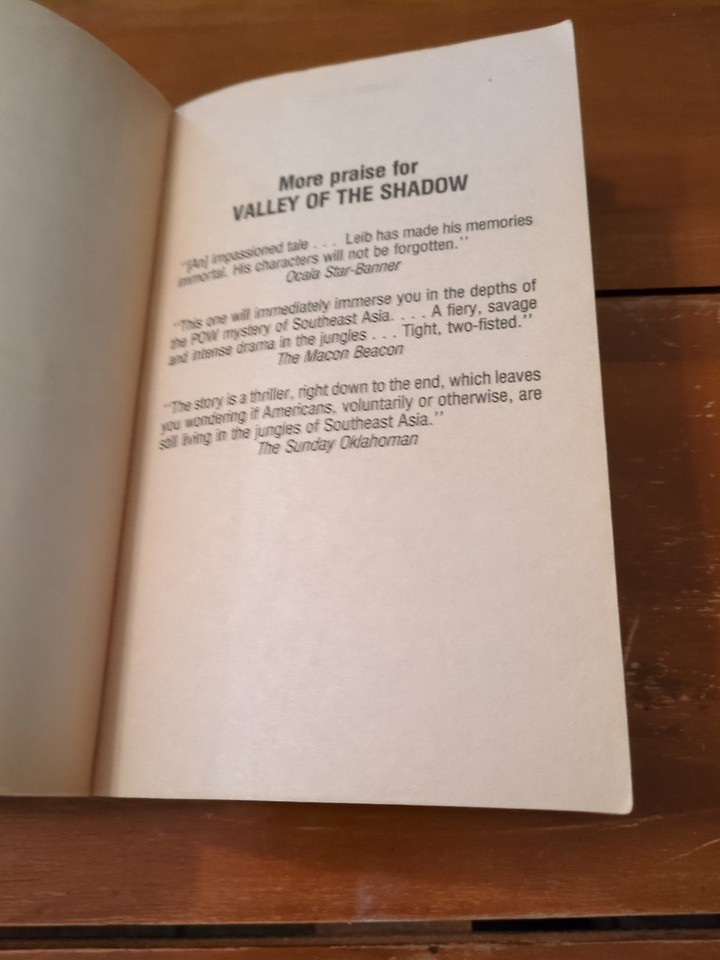 More praise for
VALLEY OF THE SHADOW
"[An] impassioned tale . . . Leib has made his memories
immortal. His characters will not be forgotten."
Ocala Star-Banner
"This one will immediately immerse you in the depths of
the POW mystery of Southeast Asia. . . . A fiery, savage
and intense drama in the jungles . . . Tight, two-fisted."
The Macon Beacon
"The story is a thriller, right down to the end, which leaves
you wondering if Americans, voluntarily or otherwise, are
still living in the jungles of Southeast Asia."
The Sunday Oklahoman